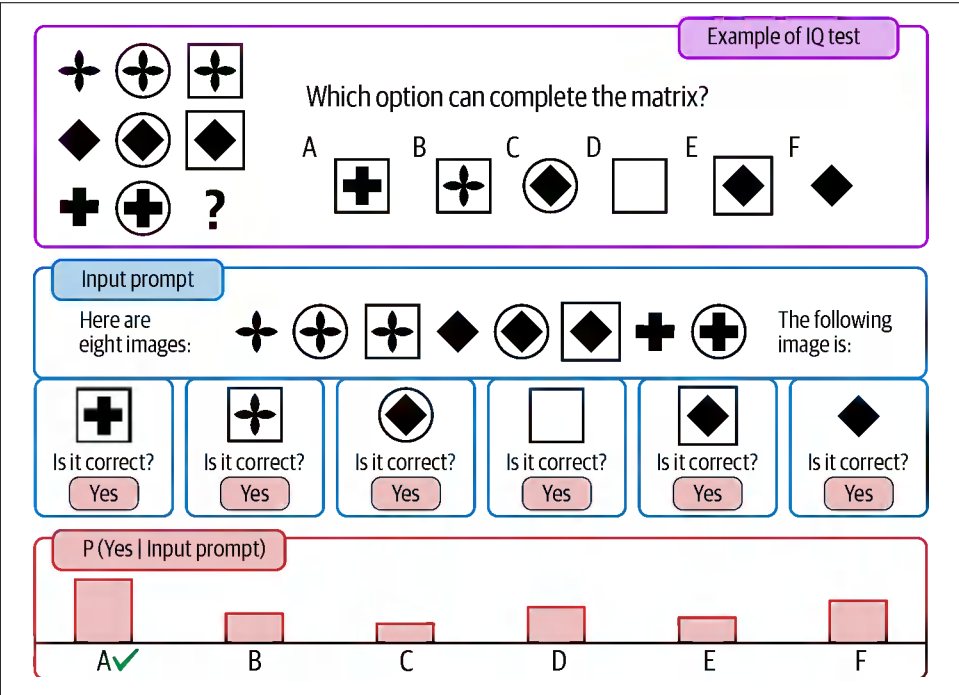 Example of IQ test
Which option can complete the matrix?
A B C D E F
?
Input prompt
Here are
eight images:
The following
image is:
Is it correct? Is it correct? Is it correct? Is it correct? Is it correct? Is it correct?
Yes Yes Yes Yes Yes Yes
P (Yes | Input prompt)
A B C D E F